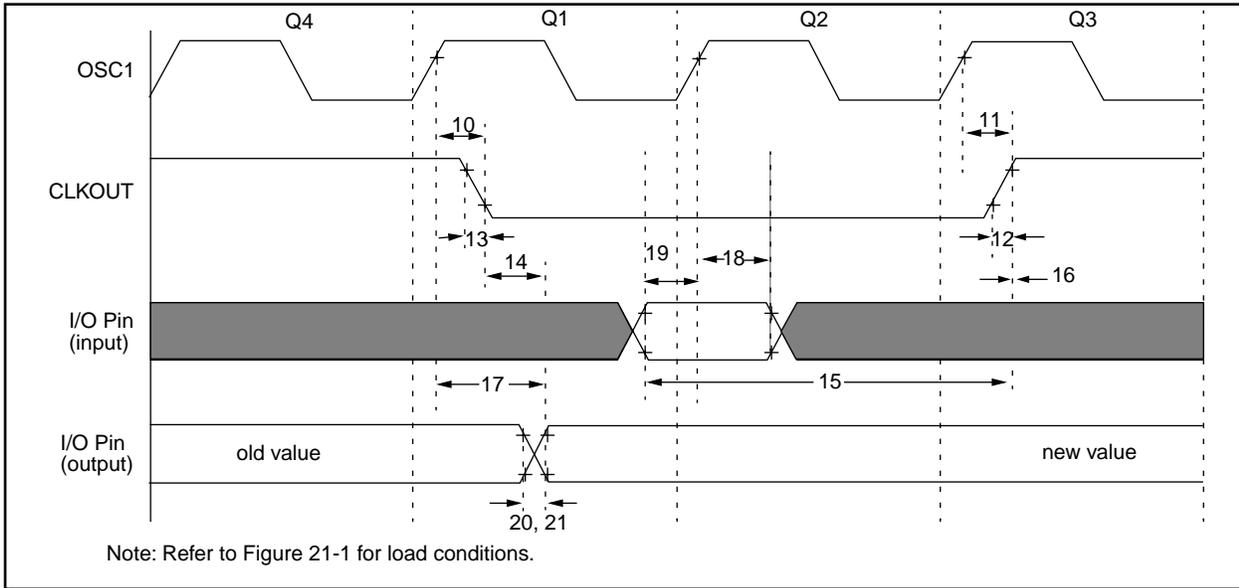 Q4 Q1 Q2 Q3
OSC1
10 11
CLKOUT
13 12
14 19 18
16
I/O Pin
(input)
17 15
I/O Pin
(output)
old value new value
20, 21
Note: Refer to Figure 21-1 for load conditions.